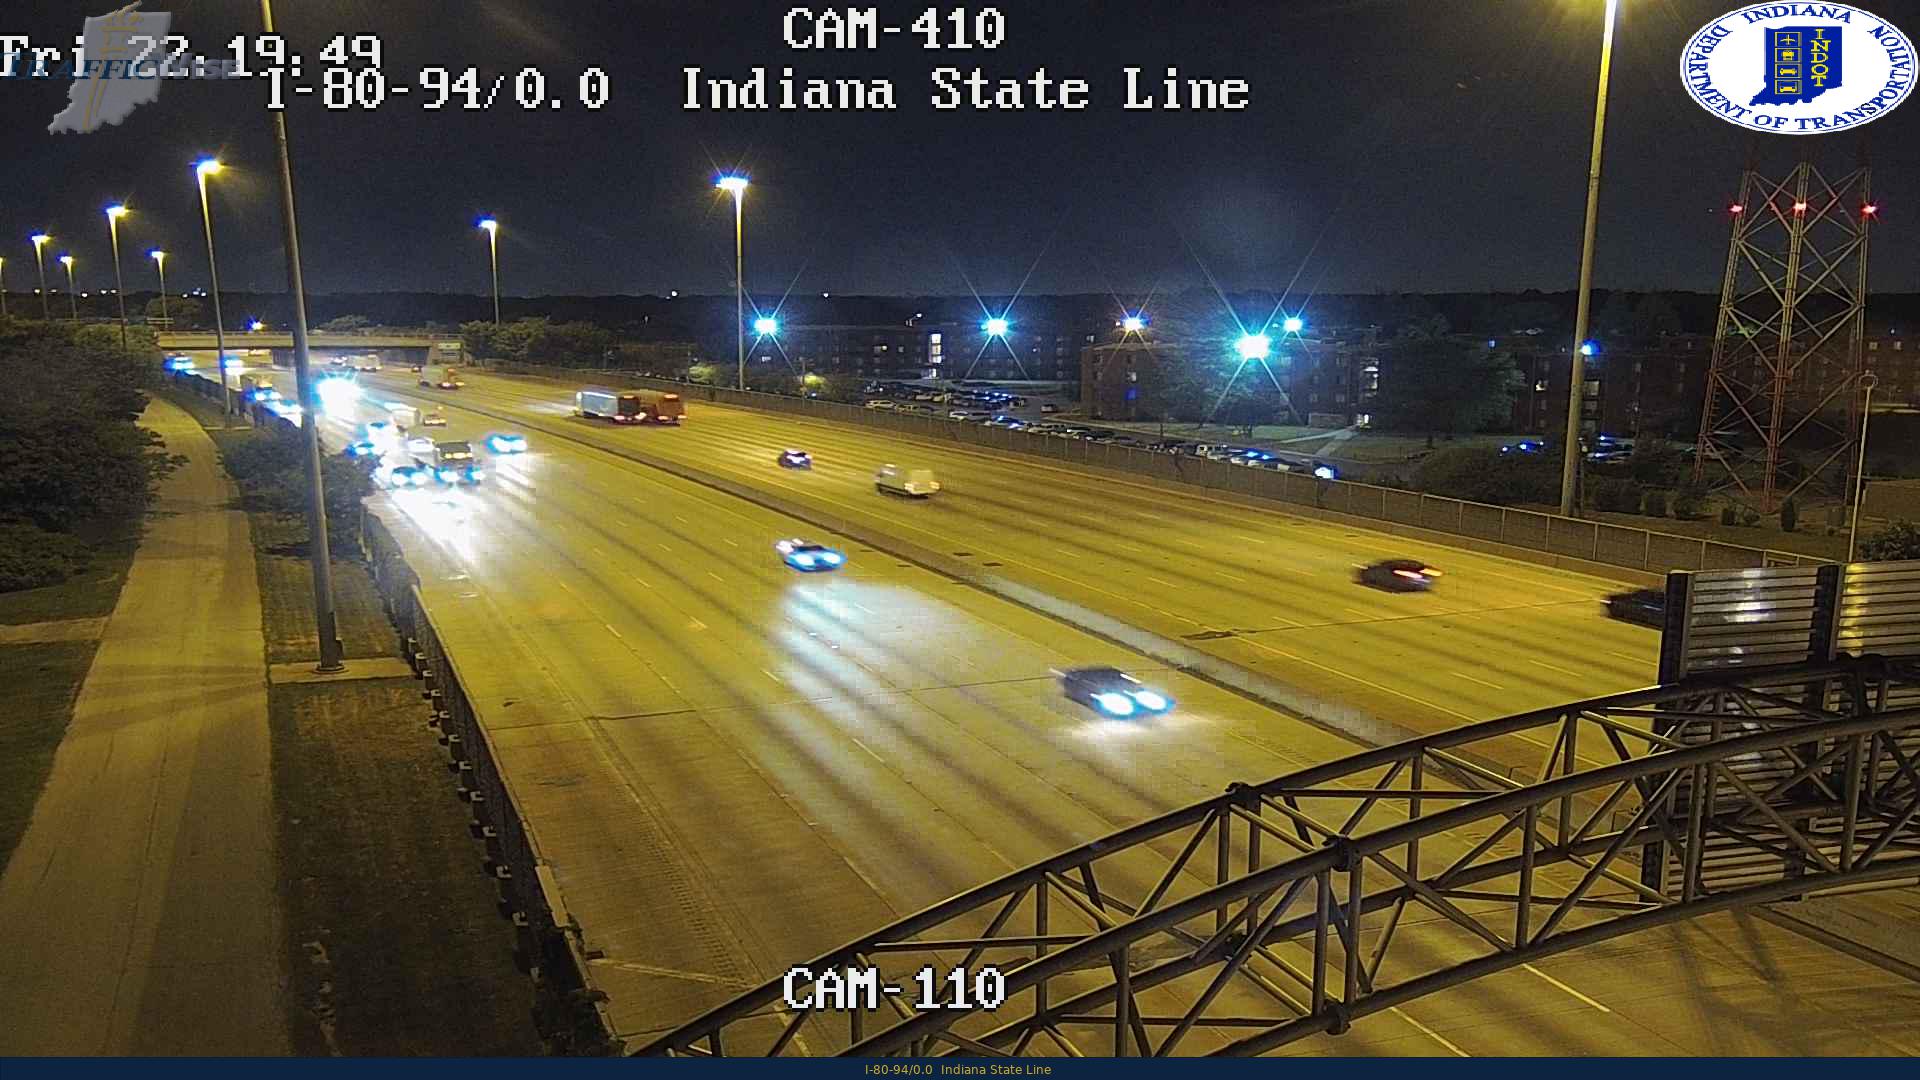 CAM-410
Fri 22:19:49
TRAFFICWISE
I-80-94/0.0 Indiana State Line
INDIANA
DEPARTMENT OF TRANSPORTATION
INDOT
CAM-110
I-80-94/0.0 Indiana State Line